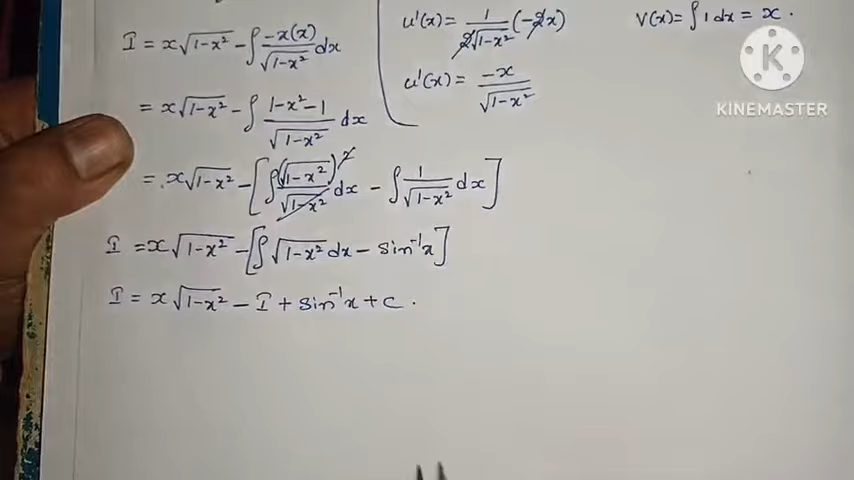 I = x√(1-x²) - ∫ -x(x)/√(1-x²) dx
= x√(1-x²) - ∫ (1-x²-1)/√(1-x²) dx
= x√(1-x²) - [∫ (√(1-x²))²/√(1-x²) dx - ∫ 1/√(1-x²) dx]
I = x√(1-x²) - [∫ √(1-x²) dx - sin⁻¹x]
I = x√(1-x²) - I + sin⁻¹x + c.
u'(x) = 1/(2√(1-x²)) (-2x)
u'(x) = -x/√(1-x²)
v(x) = ∫ 1 dx = x.
KINEMASTER